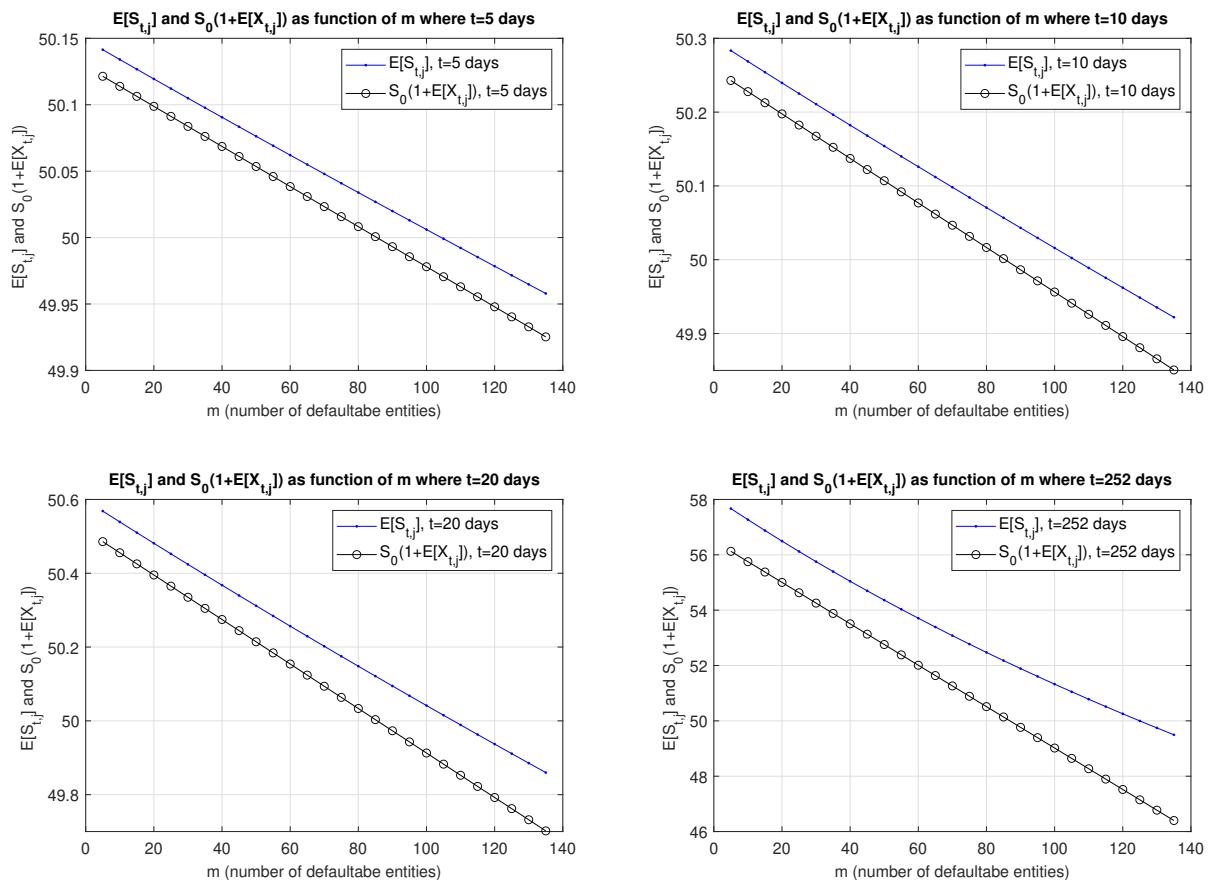 E[S_{t,j}] and S_0(1+E[X_{t,j}]) as function of m where t=5 days
50.15
50.1
50.05
50
49.95
49.9
E[S_{t,j}] and S_0(1+E[X_{t,j}])
E[S_{t,j}], t=5 days
S_0(1+E[X_{t,j}]), t=5 days
0 20 40 60 80 100 120 140
m (number of defaultabe entities)
E[S_{t,j}] and S_0(1+E[X_{t,j}]) as function of m where t=10 days
50.3
50.2
50.1
50
49.9
E[S_{t,j}] and S_0(1+E[X_{t,j}])
E[S_{t,j}], t=10 days
S_0(1+E[X_{t,j}]), t=10 days
0 20 40 60 80 100 120 140
m (number of defaultabe entities)
E[S_{t,j}] and S_0(1+E[X_{t,j}]) as function of m where t=20 days
50.6
50.4
50.2
50
49.8
E[S_{t,j}] and S_0(1+E[X_{t,j}])
E[S_{t,j}], t=20 days
S_0(1+E[X_{t,j}]), t=20 days
0 20 40 60 80 100 120 140
m (number of defaultabe entities)
E[S_{t,j}] and S_0(1+E[X_{t,j}]) as function of m where t=252 days
58
56
54
52
50
48
46
E[S_{t,j}] and S_0(1+E[X_{t,j}])
E[S_{t,j}], t=252 days
S_0(1+E[X_{t,j}]), t=252 days
0 20 40 60 80 100 120 140
m (number of defaultabe entities)